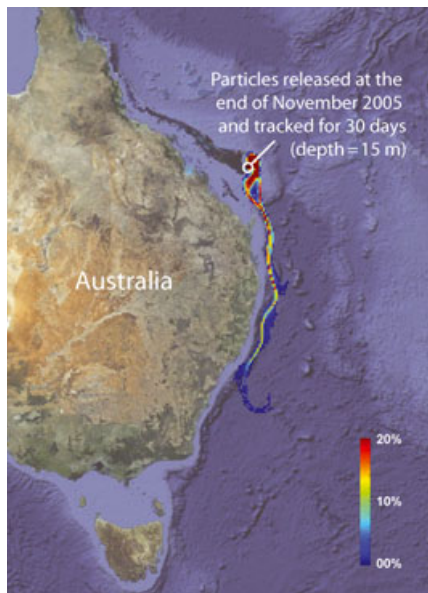 Particles released at the
end of November 2005
and tracked for 30 days
(depth = 15 m)
Australia
20%
10%
00%